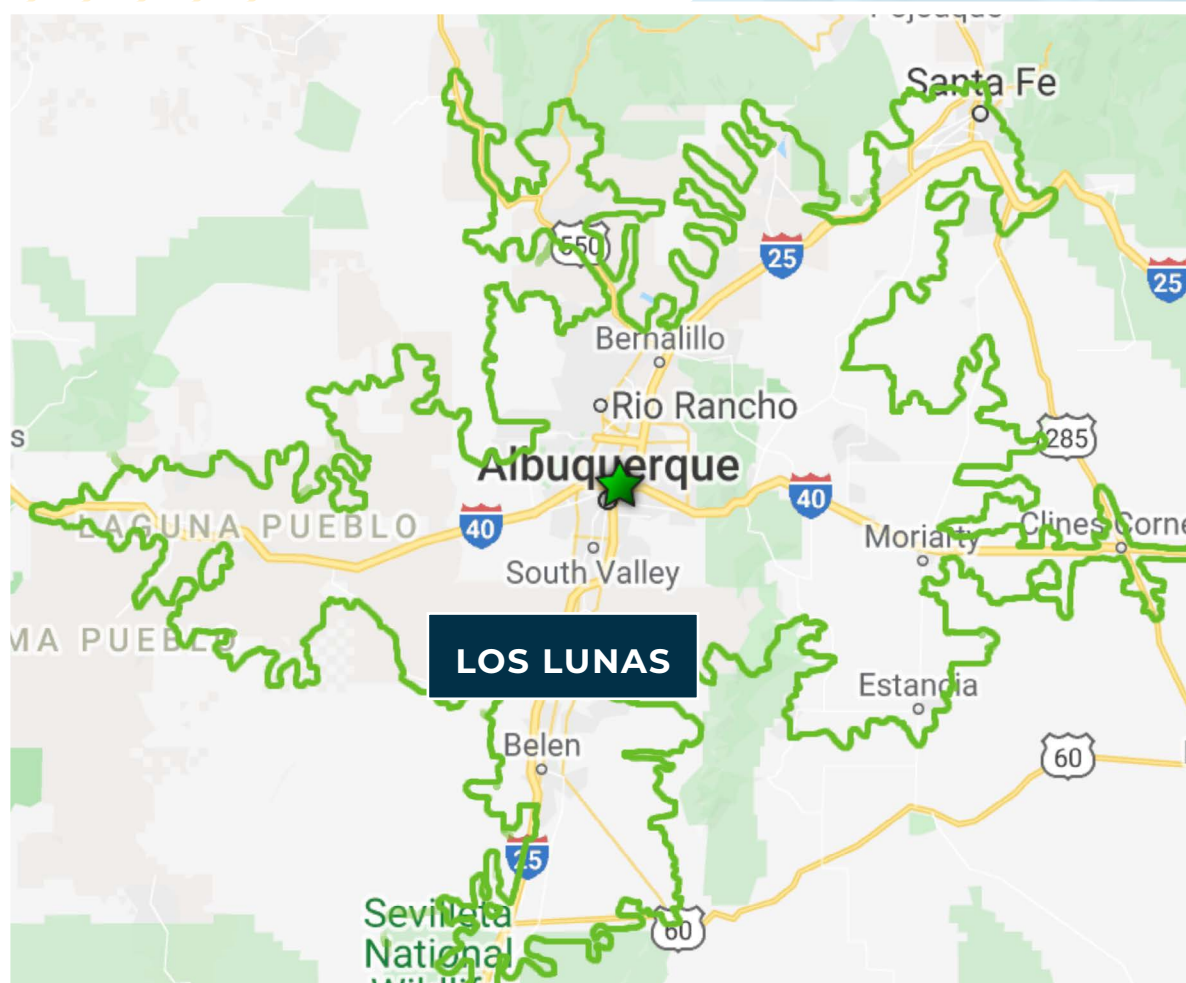 Santa Fe
550
25
25
Bernalillo
Rio Rancho
285
Albuquerque
40
40
LAGUNA PUEBLO
Moriarty
Clines Corne
South Valley
MA PUEBLO
LOS LUNAS
Estancia
Belen
60
25
Sevilleta
60
National